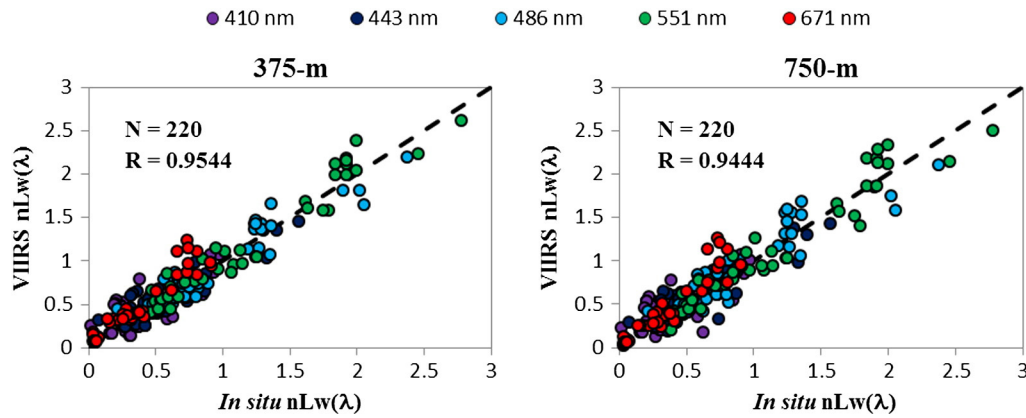 410 nm 443 nm 486 nm 551 nm 671 nm
375-m
N = 220
R = 0.9544
VIIRS nLw(λ)
3
2.5
2
1.5
1
0.5
0
0 0.5 1 1.5 2 2.5 3
In situ nLw(λ)
750-m
N = 220
R = 0.9444
VIIRS nLw(λ)
3
2.5
2
1.5
1
0.5
0
0 0.5 1 1.5 2 2.5 3
In situ nLw(λ)